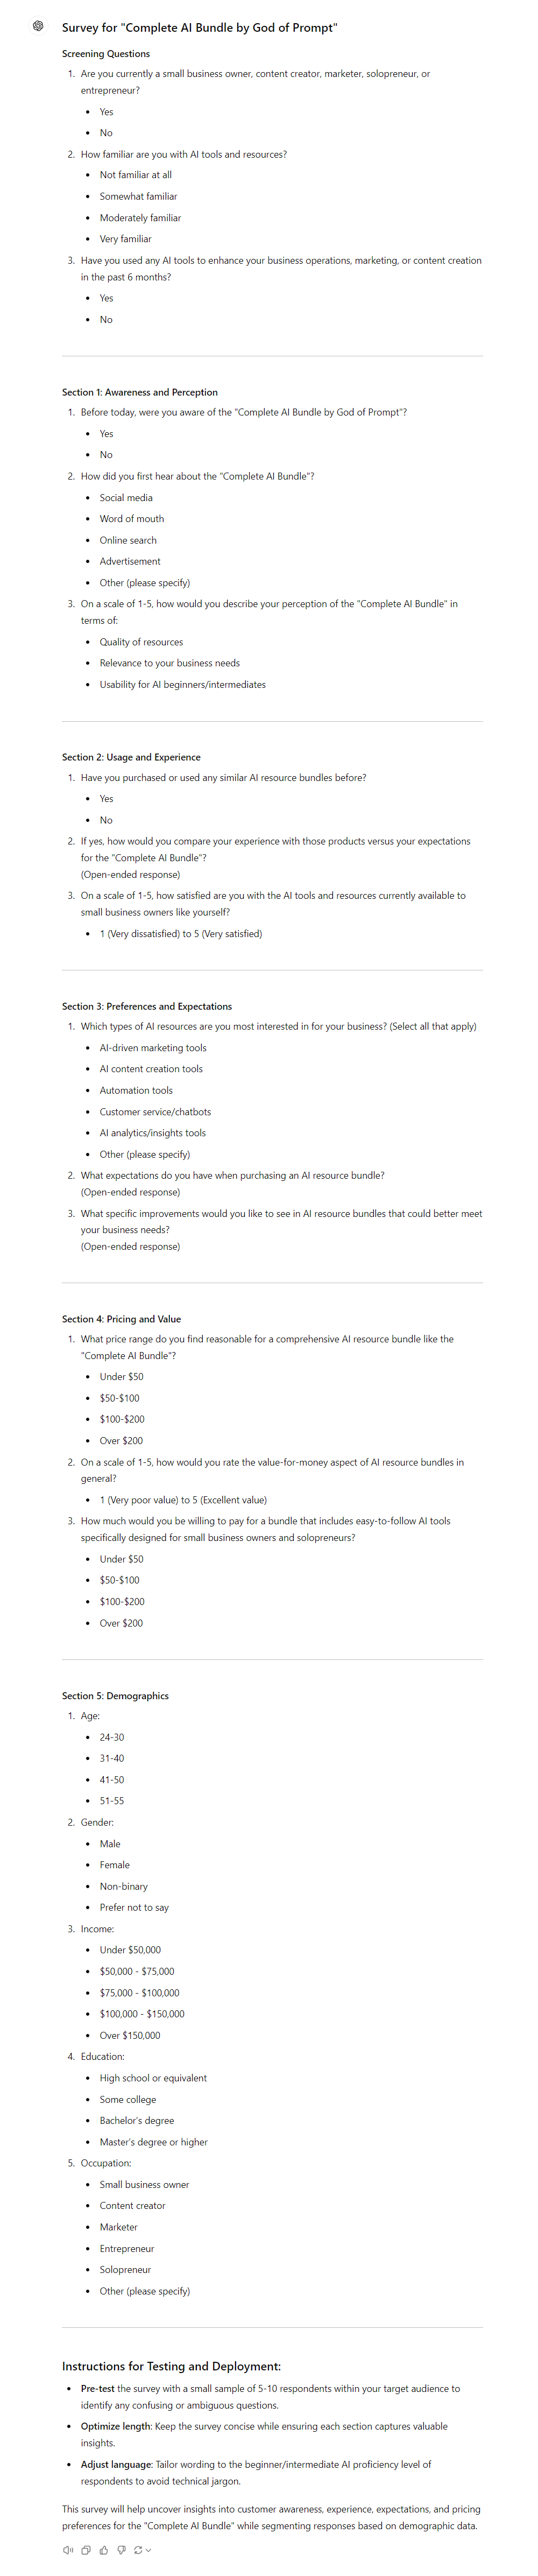 Survey for "Complete AI Bundle by God of Prompt"
Screening Questions
1. Are you currently a small business owner, content creator, marketer, solopreneur, or
entrepreneur?
• Yes
• No
2. How familiar are you with AI tools and resources?
• Not familiar at all
• Somewhat familiar
• Moderately familiar
• Very familiar
3. Have you used any AI tools to enhance your business operations, marketing, or content creation
in the past 6 months?
• Yes
• No
Section 1: Awareness and Perception
1. Before today, were you aware of the "Complete AI Bundle by God of Prompt"?
• Yes
• No
2. How did you first hear about the "Complete AI Bundle"?
• Social media
• Word of mouth
• Online search
• Advertisement
• Other (please specify)
3. On a scale of 1-5, how would you describe your perception of the "Complete AI Bundle" in
terms of:
• Quality of resources
• Relevance to your business needs
• Usability for AI beginners/intermediates
Section 2: Usage and Experience
1. Have you purchased or used any similar AI resource bundles before?
• Yes
• No
2. If yes, how would you compare your experience with those products versus your expectations
for the "Complete AI Bundle"?
(Open-ended response)
3. On a scale of 1-5, how satisfied are you with the AI tools and resources currently available to
small business owners like yourself?
• 1 (Very dissatisfied) to 5 (Very satisfied)
Section 3: Preferences and Expectations
1. Which types of AI resources are you most interested in for your business? (Select all that apply)
• AI-driven marketing tools
• AI content creation tools
• Automation tools
• Customer service/chatbots
• AI analytics/insights tools
• Other (please specify)
2. What expectations do you have when purchasing an AI resource bundle?
(Open-ended response)
3. What specific improvements would you like to see in AI resource bundles that could better meet
your business needs?
(Open-ended response)
Section 4: Pricing and Value
1. What price range do you find reasonable for a comprehensive AI resource bundle like the
"Complete AI Bundle"?
• Under $50
• $50-$100
• $100-$200
• Over $200
2. On a scale of 1-5, how would you rate the value-for-money aspect of AI resource bundles in
general?
• 1 (Very poor value) to 5 (Excellent value)
3. How much would you be willing to pay for a bundle that includes easy-to-follow AI tools
specifically designed for small business owners and solopreneurs?
• Under $50
• $50-$100
• $100-$200
• Over $200
Section 5: Demographics
1. Age:
• 24-30
• 31-40
• 41-50
• 51-55
2. Gender:
• Male
• Female
• Non-binary
• Prefer not to say
3. Income:
• Under $50,000
• $50,000 - $75,000
• $75,000 - $100,000
• $100,000 - $150,000
• Over $150,000
4. Education:
• High school or equivalent
• Some college
• Bachelor's degree
• Master's degree or higher
5. Occupation:
• Small business owner
• Content creator
• Marketer
• Entrepreneur
• Solopreneur
• Other (please specify)
Instructions for Testing and Deployment:
• Pre-test the survey with a small sample of 5-10 respondents within your target audience to
identify any confusing or ambiguous questions.
• Optimize length: Keep the survey concise while ensuring each section captures valuable
insights.
• Adjust language: Tailor wording to the beginner/intermediate AI proficiency level of
respondents to avoid technical jargon.
This survey will help uncover insights into customer awareness, experience, expectations, and pricing
preferences for the "Complete AI Bundle" while segmenting responses based on demographic data.